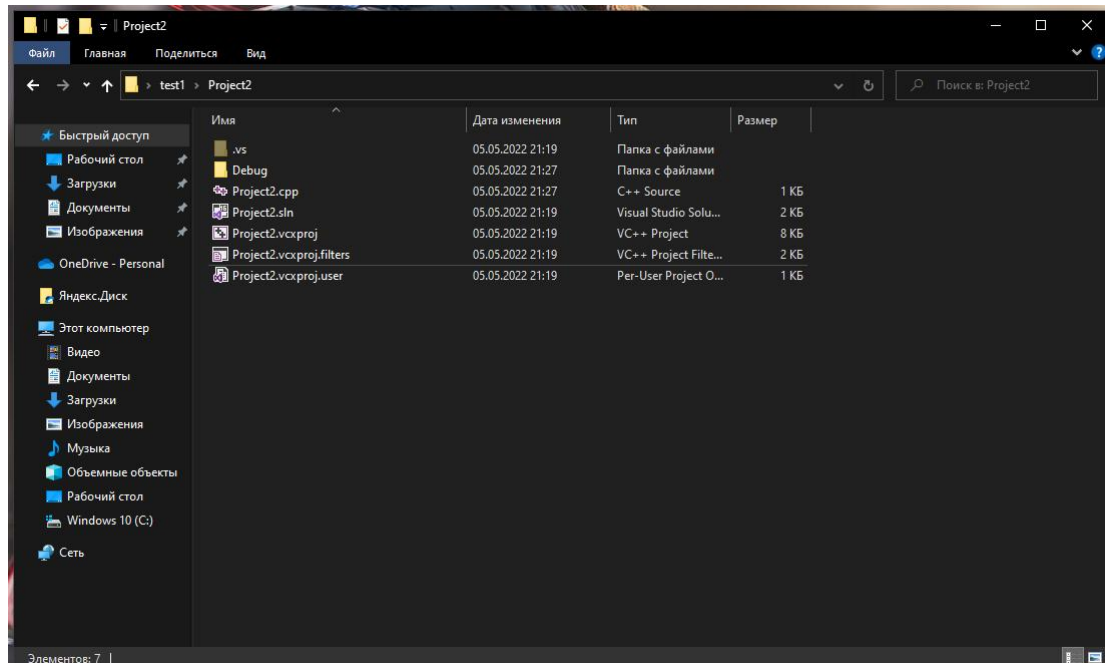 Project2
Файл Главная Поделиться Вид
test1 Project2 Поиск в: Project2
Имя Дата изменения Тип Размер
Быстрый доступ
Рабочий стол
Загрузки
Документы
Изображения
OneDrive - Personal
Яндекс.Диск
Этот компьютер
Видео
Документы
Загрузки
Изображения
Музыка
Объемные объекты
Рабочий стол
Windows 10 (C:)
Сеть
.vs 05.05.2022 21:19 Папка с файлами
Debug 05.05.2022 21:27 Папка с файлами
Project2.cpp 05.05.2022 21:27 C++ Source 1 КБ
Project2.sln 05.05.2022 21:19 Visual Studio Solu... 2 КБ
Project2.vcxproj 05.05.2022 21:19 VC++ Project 8 КБ
Project2.vcxproj.filters 05.05.2022 21:19 VC++ Project Filte... 2 КБ
Project2.vcxproj.user 05.05.2022 21:19 Per-User Project O... 1 КБ
Элементов: 7